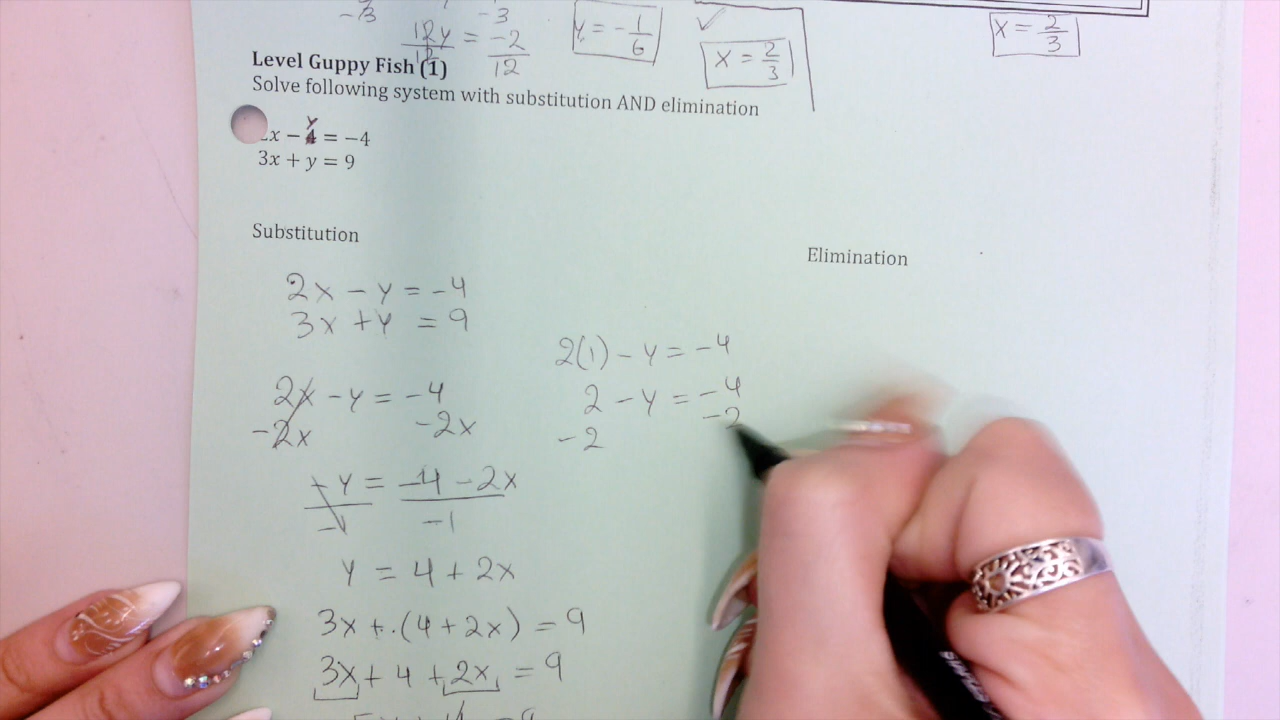 -3 -3
12y = -2
12 12
y = -1/6
✓
x = 2/3
x = 2/3
Level Guppy Fish (1)
Solve following system with substitution AND elimination
x − y = −4
3x + y = 9
Substitution
2x - y = -4
3x + y = 9
2x - y = -4
-2x -2x
-y = -4 - 2x
-1 -1
y = 4 + 2x
3x + (4 + 2x) = 9
3x + 4 + 2x = 9
2(1) - y = -4
2 - y = -4
-2 -2
Elimination